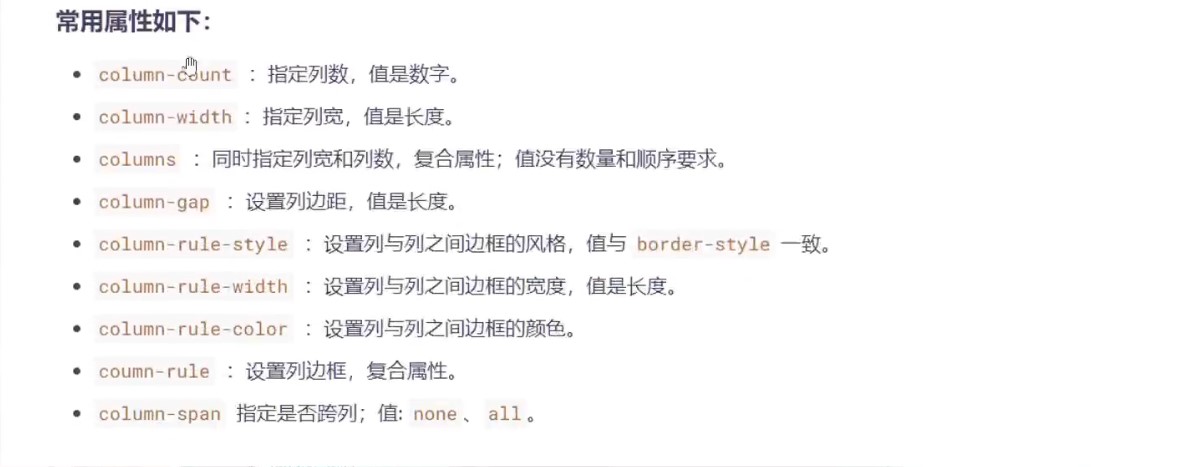 常用属性如下：
column-count ：指定列数，值是数字。
column-width ：指定列宽，值是长度。
columns ：同时指定列宽和列数，复合属性；值没有数量和顺序要求。
column-gap ：设置列边距，值是长度。
column-rule-style ：设置列与列之间边框的风格，值与 border-style 一致。
column-rule-width ：设置列与列之间边框的宽度，值是长度。
column-rule-color ：设置列与列之间边框的颜色。
coumn-rule ：设置列边框，复合属性。
column-span 指定是否跨列；值: none 、 all 。